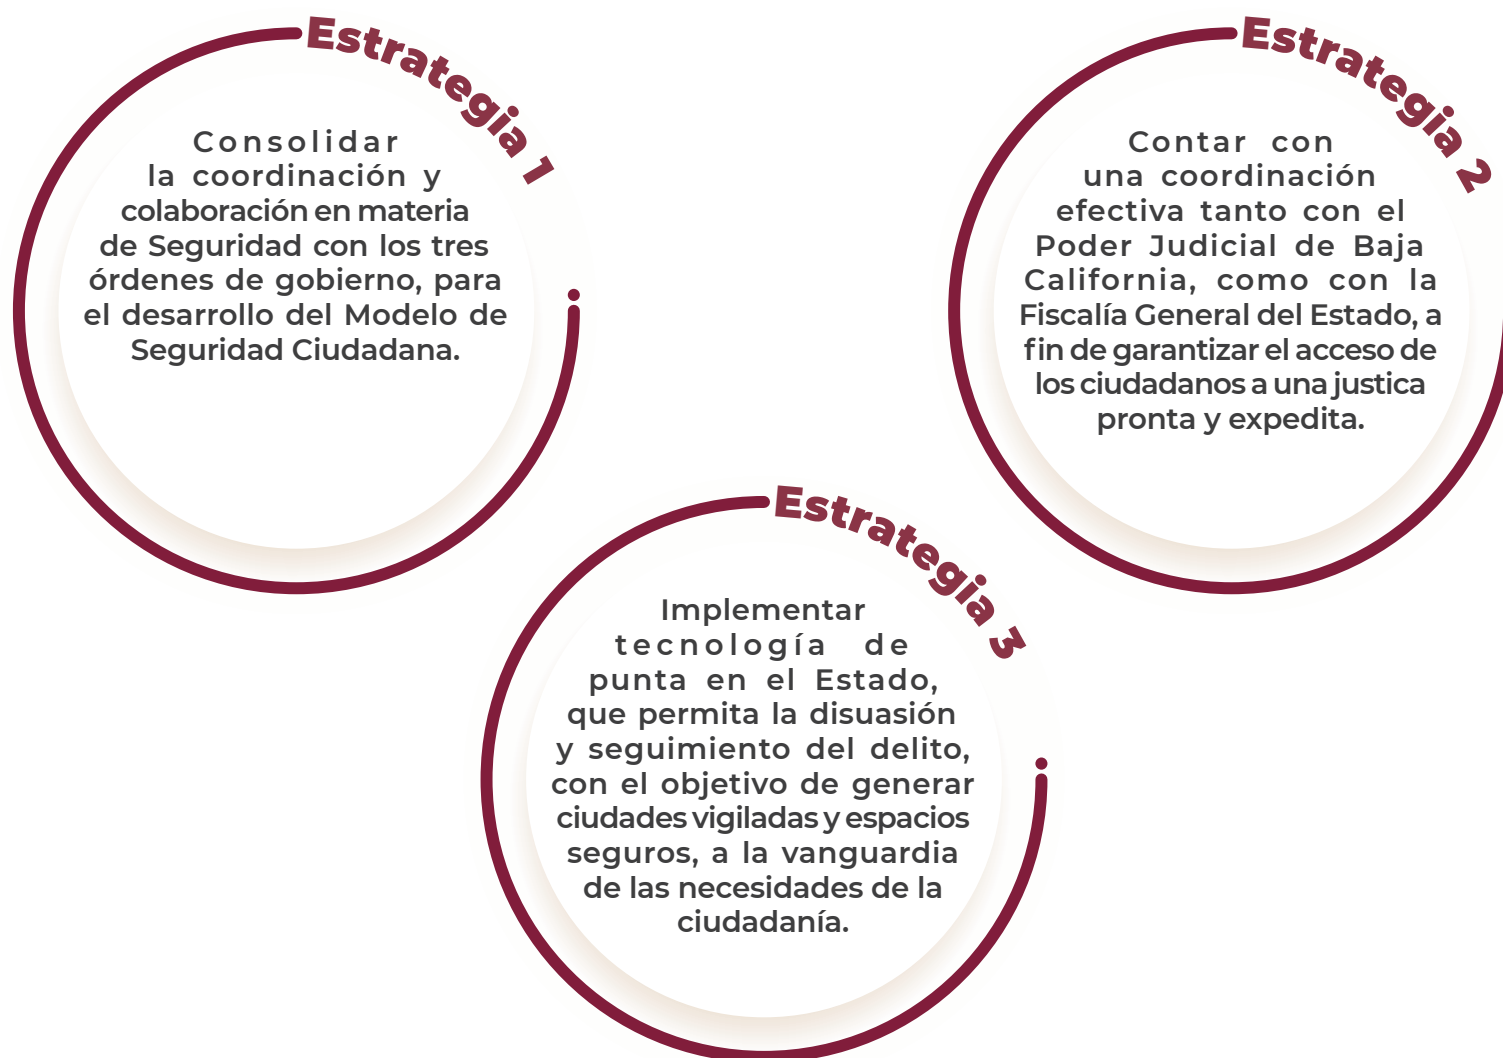 Estrategia 1
Consolidar
la coordinación y
colaboración en materia
de Seguridad con los tres
órdenes de gobierno, para
el desarrollo del Modelo de
Seguridad Ciudadana.
Estrategia 2
Contar con
una coordinación
efectiva tanto con el
Poder Judicial de Baja
California, como con la
Fiscalía General del Estado, a
fin de garantizar el acceso de
los ciudadanos a una justica
pronta y expedita.
Estrategia 3
Implementar
tecnología de
punta en el Estado,
que permita la disuasión
y seguimiento del delito,
con el objetivo de generar
ciudades vigiladas y espacios
seguros, a la vanguardia
de las necesidades de la
ciudadanía.